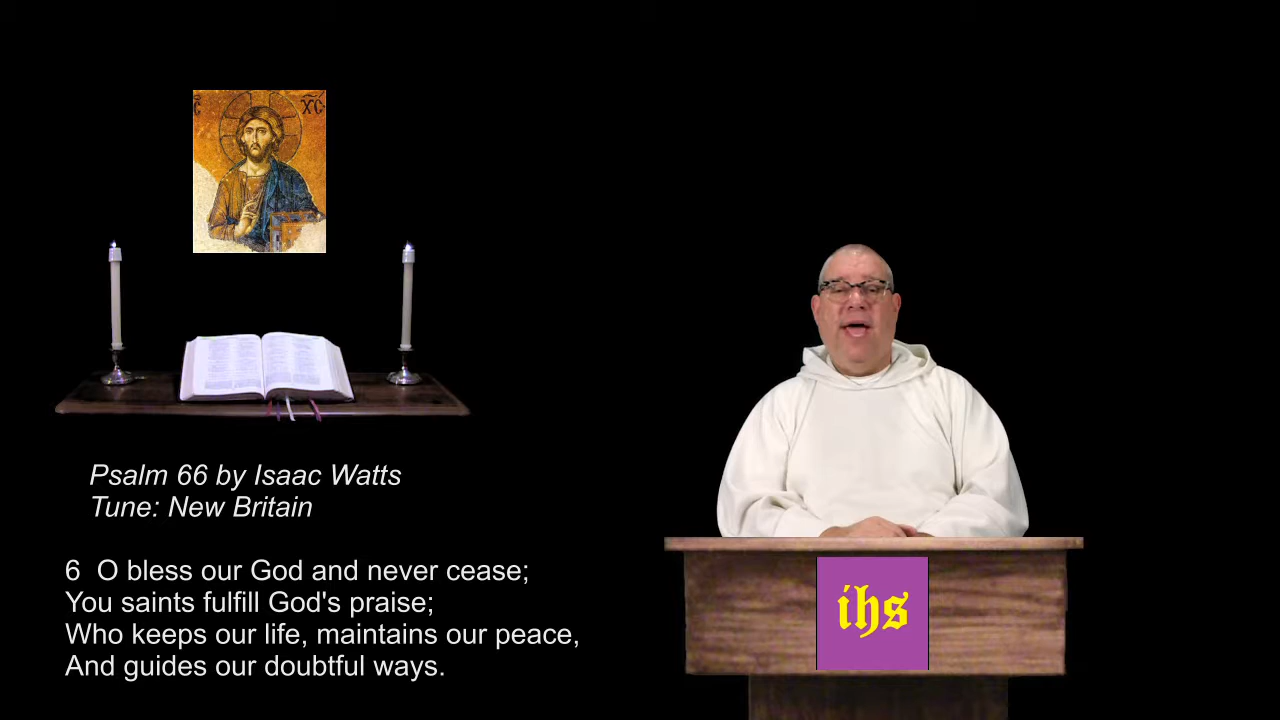 Psalm 66 by Isaac Watts
Tune: New Britain
6 O bless our God and never cease;
You saints fulfill God's praise;
Who keeps our life, maintains our peace,
And guides our doubtful ways.
ihs